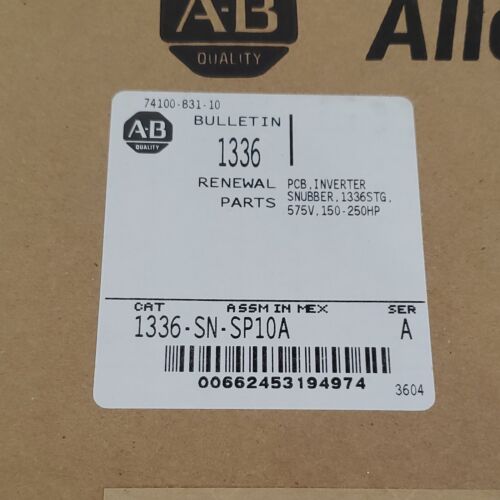 A-B
QUALITY
Alle
74100-831-10
A-B
QUALITY
BULLETIN
1336
RENEWAL
PARTS
PCB,INVERTER
SNUBBER,1336STG,
575V,150-250HP
CAT ASSM IN MEX SER
1336-SN-SP10A A
00662453194974
3604